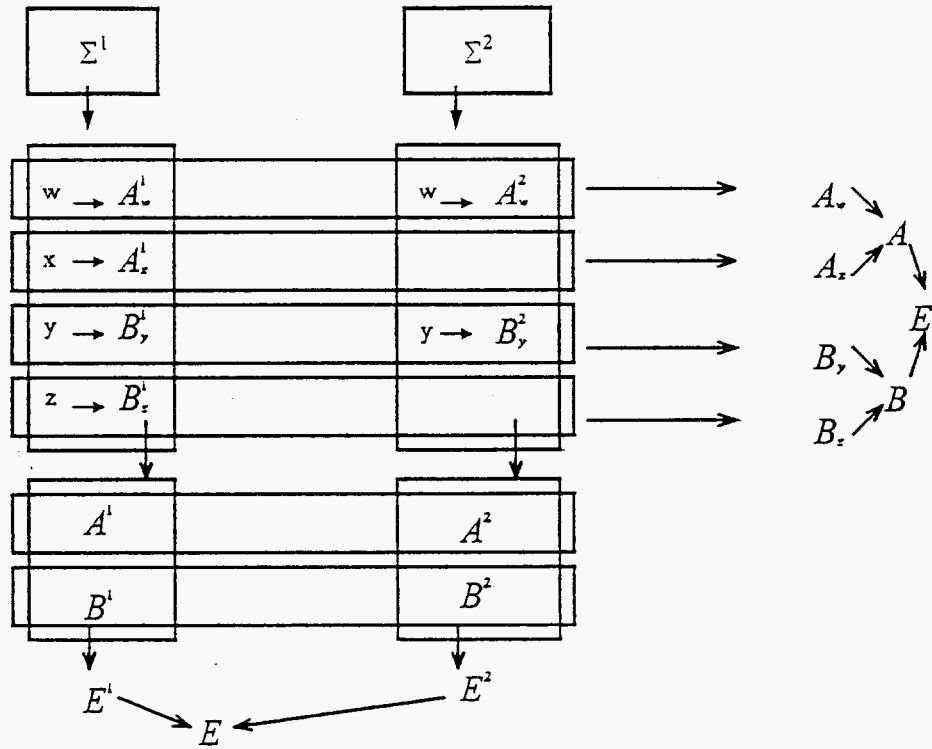 Σ¹ Σ²
w → A¹w w → A²w Aw
A
x → A¹x Ax
E
y → B¹y y → B²y By
B
z → B¹z Bz
A¹ A²
B¹ B²
E¹ E²
E